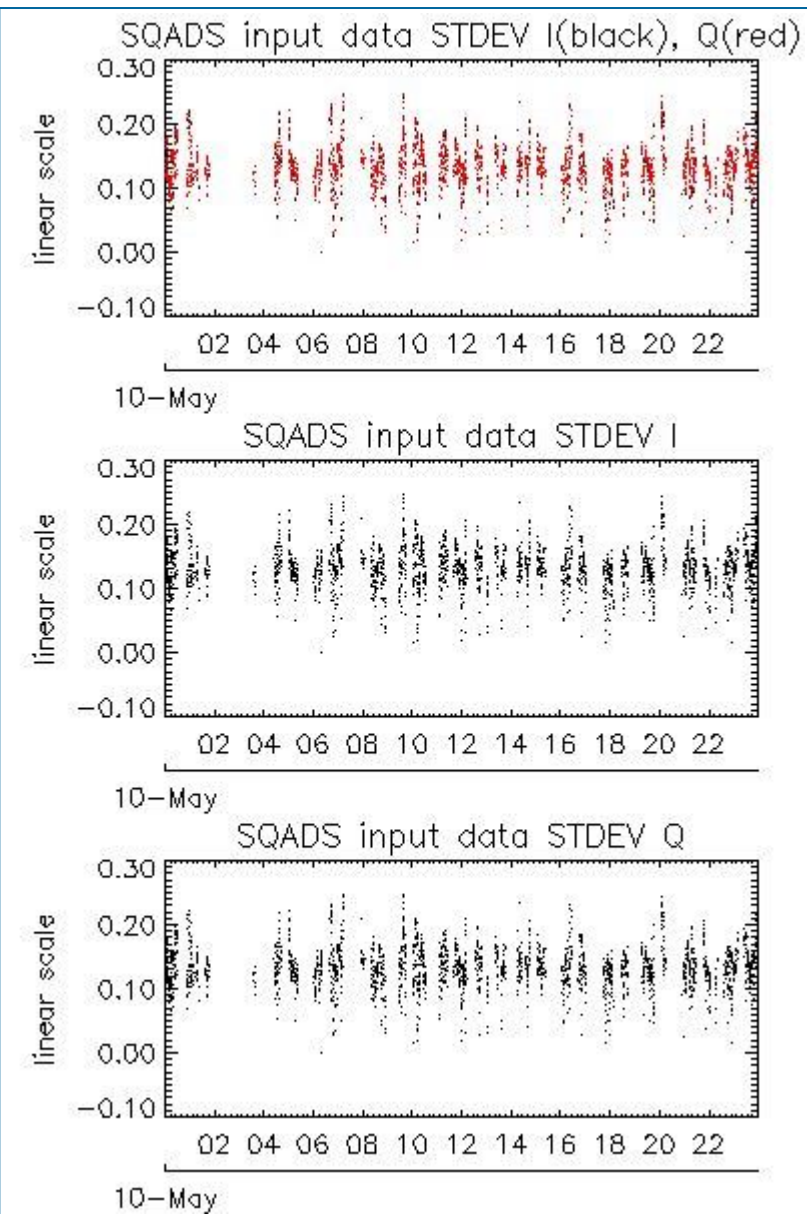 SQADS input data STDEV I(black), Q(red)
0.30
0.20
0.10
0.00
-0.10
linear scale
02 04 06 08 10 12 14 16 18 20 22
10-May
SQADS input data STDEV I
0.30
0.20
0.10
0.00
-0.10
linear scale
02 04 06 08 10 12 14 16 18 20 22
10-May
SQADS input data STDEV Q
0.30
0.20
0.10
0.00
-0.10
linear scale
02 04 06 08 10 12 14 16 18 20 22
10-May